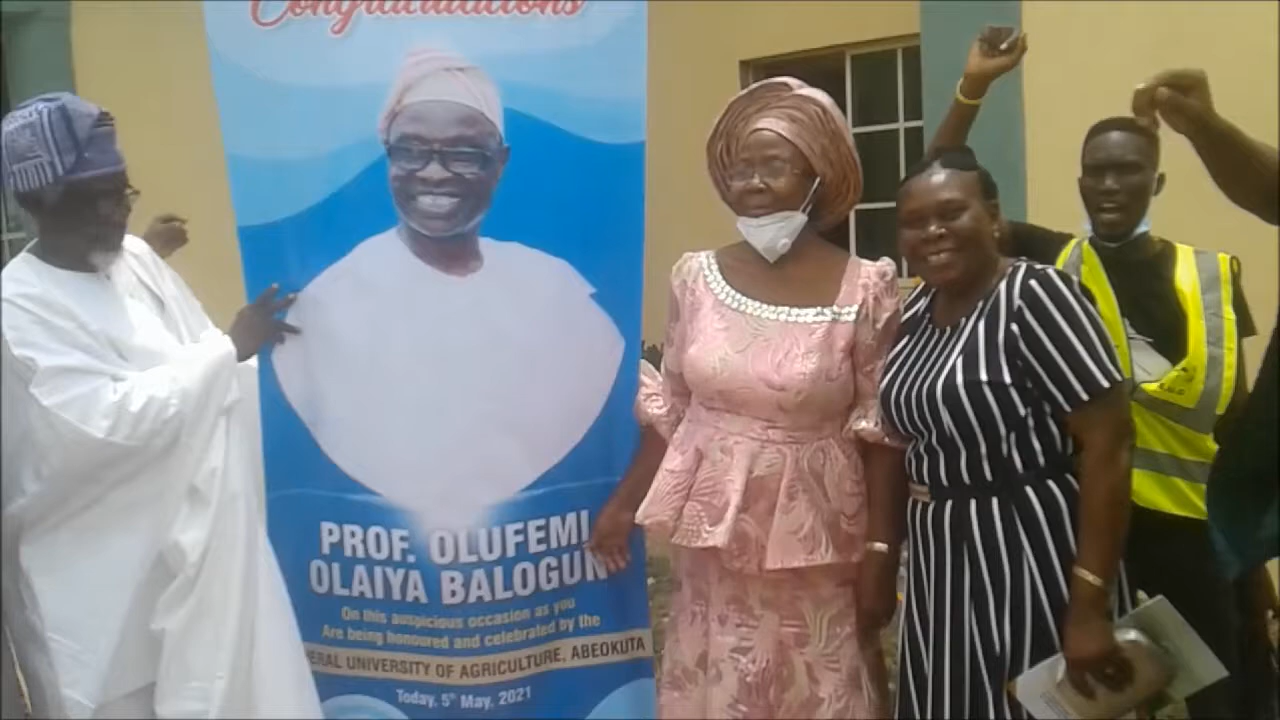 Congratulations
PROF. OLUFEMI
OLAIYA BALOGUN
On this auspicious occasion as you
Are being honoured and celebrated by the
ERAL UNIVERSITY OF AGRICULTURE, ABEOKUTA
Today, 5th May, 2021